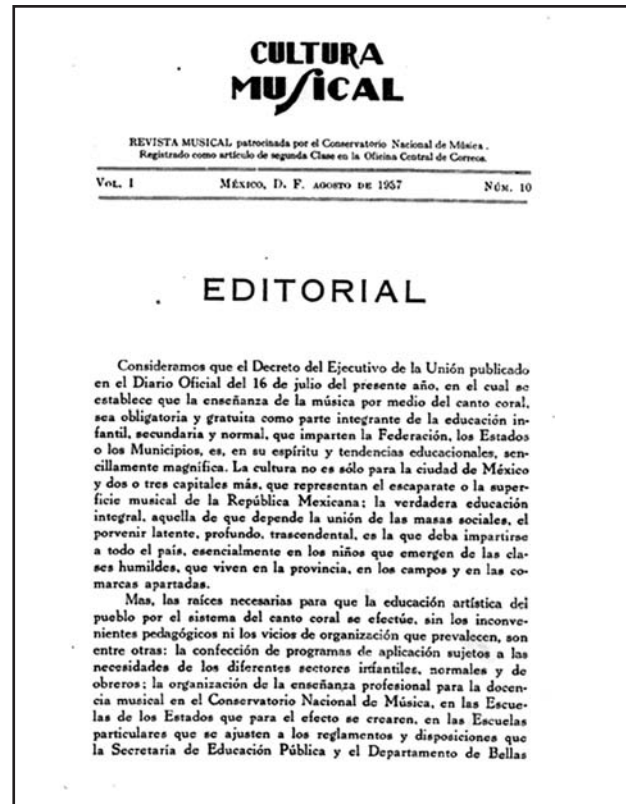 CULTURA
MUSICAL
REVISTA MUSICAL patrocinada por el Conservatorio Nacional de Música.
Registrado como artículo de segunda Clase en la Oficina Central de Correos.
Vol. I México, D. F. agosto de 1937 Núm. 10
EDITORIAL
Consideramos que el Decreto del Ejecutivo de la Unión publicado
en el Diario Oficial del 16 de julio del presente año, en el cual se
establece que la enseñanza de la música por medio del canto coral,
sea obligatoria y gratuita como parte integrante de la educación in-
fantil, secundaria y normal, que imparten la Federación, los Estados
o los Municipios, es, en su espíritu y tendencias educacionales, sen-
cillamente magnífica. La cultura no es sólo para la ciudad de México
y dos o tres capitales más, que representan el escaparate o la super-
ficie musical de la República Mexicana; la verdadera educación
integral, aquella de que depende la unión de las masas sociales, el
porvenir latente, profundo, trascendental, es la que deba impartirse
a todo el país, esencialmente en los niños que emergen de las cla-
ses humildes, que viven en la provincia, en los campos y en las co-
marcas apartadas.
Mas, las raíces necesarias para que la educación artística del
pueblo por el sistema del canto coral se efectúe, sin los inconve-
nientes pedagógicos ni los vicios de organización que prevalecen, son
entre otras: la confección de programas de aplicación sujetos a las
necesidades de los diferentes sectores infantiles, normales y de
obreros; la organización de la enseñanza profesional para la docen-
cia musical en el Conservatorio Nacional de Música, en las Escue-
las de los Estados que para el efecto se crearen, en las Escuelas
particulares que se ajusten a los reglamentos y disposiciones que
la Secretaría de Educación Pública y el Departamento de Bellas